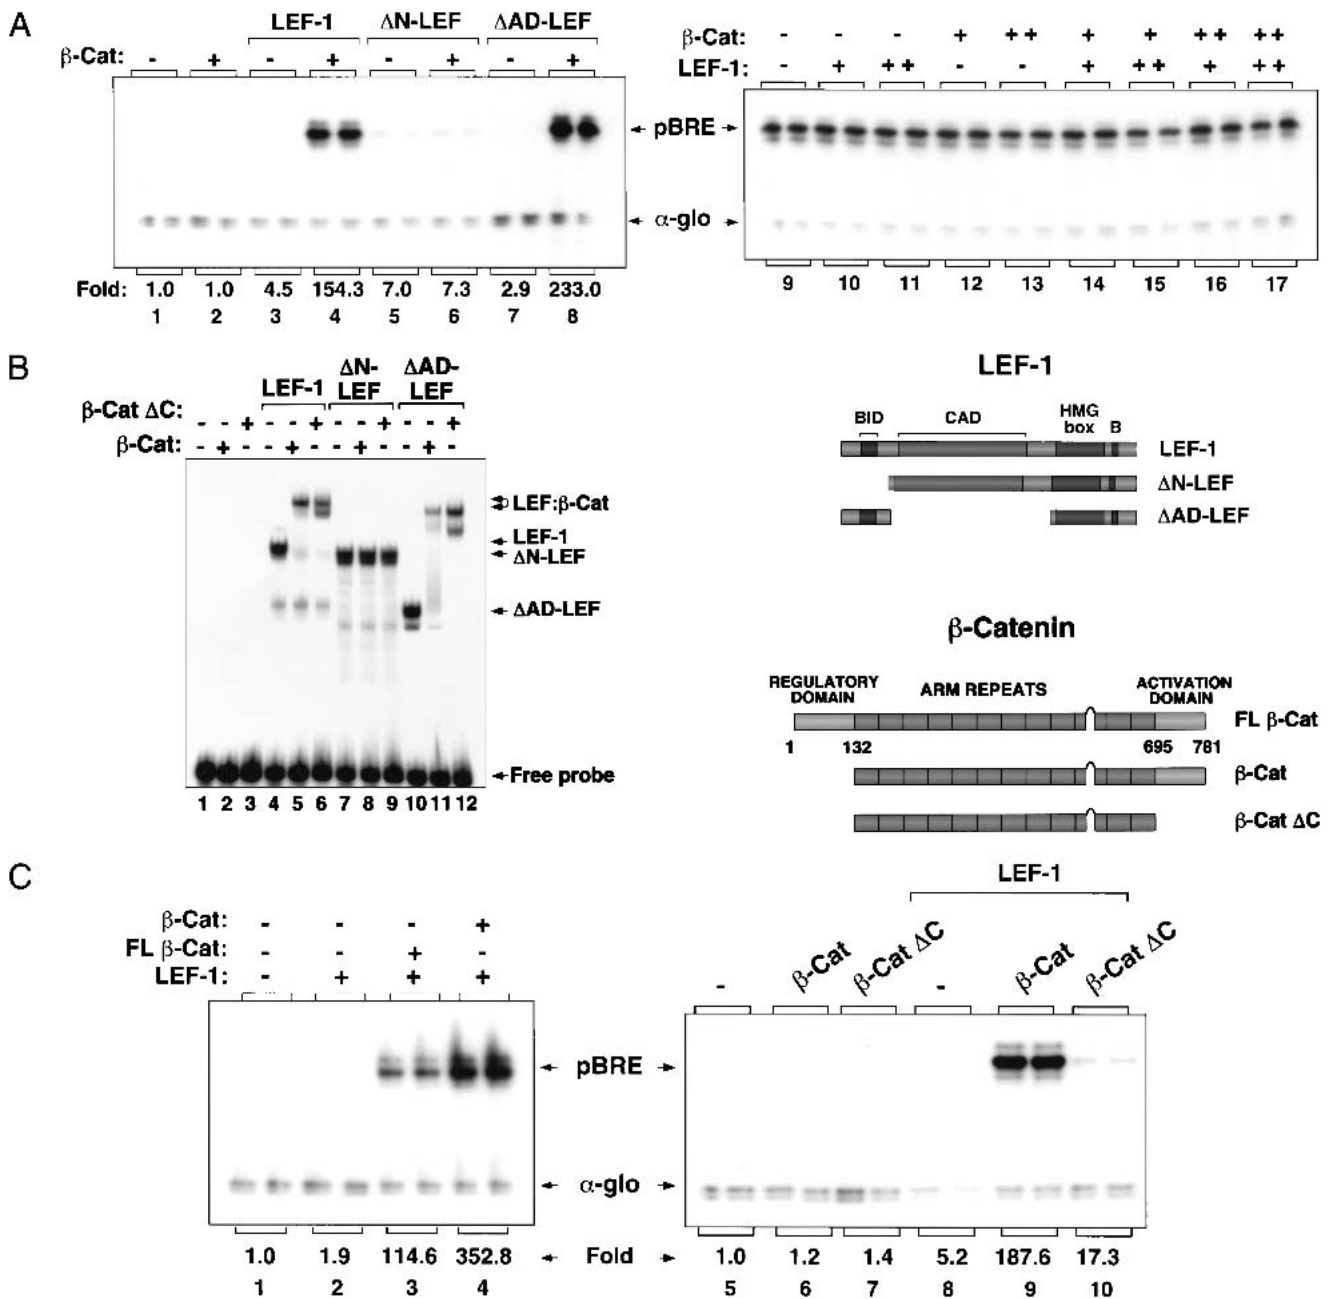 A
LEF-1 ΔN-LEF ΔAD-LEF
β-Cat: - + - + - + - +
pBRE
α-glo
Fold: 1.0 1.0 4.5 154.3 7.0 7.3 2.9 233.0
1 2 3 4 5 6 7 8
β-Cat: - - - + ++ + + ++ ++
LEF-1: - + ++ - - + ++ + ++
9 10 11 12 13 14 15 16 17
B
LEF-1 ΔN-LEF ΔAD-LEF
β-Cat ΔC: - - + - - + - - + - - +
β-Cat: - + - - + - - + - - + -
LEF:β-Cat
LEF-1
ΔN-LEF
ΔAD-LEF
Free probe
1 2 3 4 5 6 7 8 9 10 11 12
LEF-1
BID CAD HMG box B
LEF-1
ΔN-LEF
ΔAD-LEF
β-Catenin
REGULATORY DOMAIN ARM REPEATS ACTIVATION DOMAIN
FL β-Cat
1 132 695 781
β-Cat
β-Cat ΔC
C
β-Cat: - - - +
FL β-Cat: - - + -
LEF-1: - + + +
pBRE
α-glo
1.0 1.9 114.6 352.8 Fold
1 2 3 4
LEF-1
- β-Cat β-Cat ΔC - β-Cat β-Cat ΔC
1.0 1.2 1.4 5.2 187.6 17.3
5 6 7 8 9 10